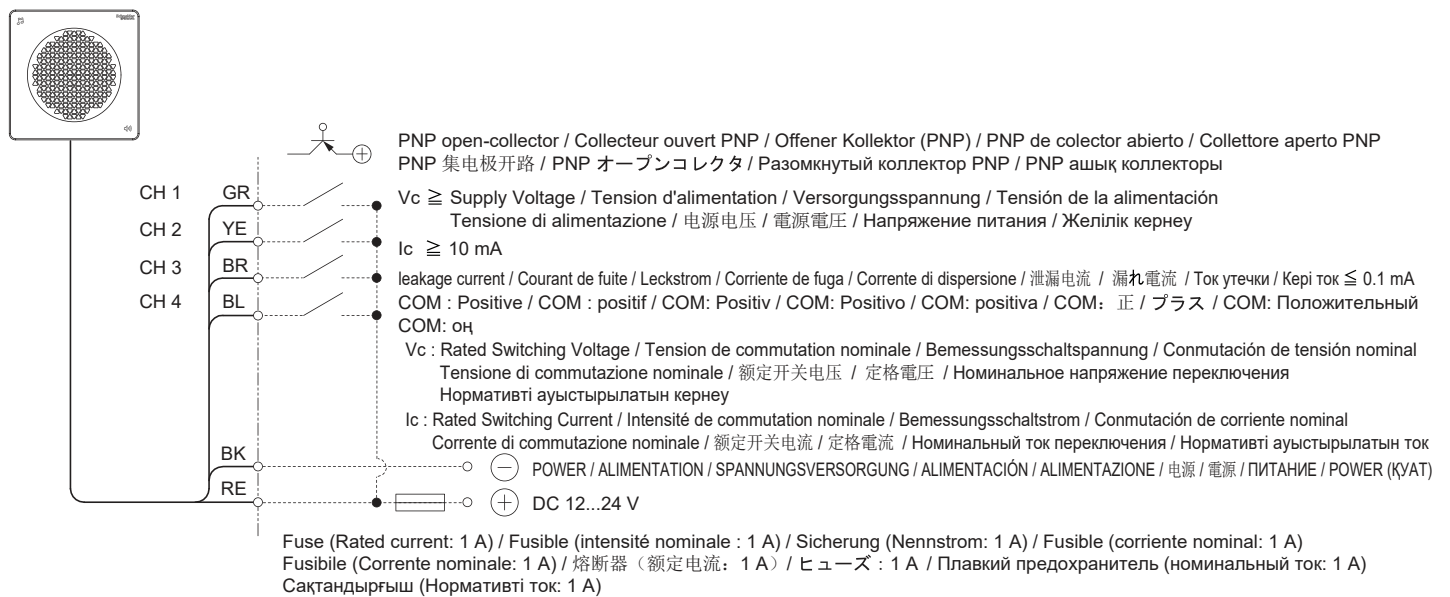 PNP open-collector / Collecteur ouvert PNP / Offener Kollektor (PNP) / PNP de colector abierto / Collettore aperto PNP
PNP 集电极开路 / PNP オープンコレクタ / Разомкнутый коллектор PNP / PNP ашық коллекторы
CH 1 GR
Vc ≧ Supply Voltage / Tension d'alimentation / Versorgungsspannung / Tensión de la alimentación
Tensione di alimentazione / 电源电压 / 電源電圧 / Напряжение питания / Желілік кернеу
CH 2 YE
Ic ≧ 10 mA
CH 3 BR
leakage current / Courant de fuite / Leckstrom / Corriente de fuga / Corrente di dispersione / 泄漏电流 / 漏れ電流 / Ток утечки / Кері ток ≦ 0.1 mA
CH 4 BL
COM : Positive / COM : positif / COM: Positiv / COM: Positivo / COM: positiva / COM：正 / プラス / COM: Положительный
COM: оң
Vc : Rated Switching Voltage / Tension de commutation nominale / Bemessungsschaltspannung / Conmutación de tensión nominal
Tensione di commutazione nominale / 额定开关电压 / 定格電圧 / Номинальное напряжение переключения
Нормативті ауыстырылатын кернеу
Ic : Rated Switching Current / Intensité de commutation nominale / Bemessungsschaltstrom / Conmutación de corriente nominal
Corrente di commutazione nominale / 额定开关电流 / 定格電流 / Номинальный ток переключения / Нормативті ауыстырылатын ток
BK
POWER / ALIMENTATION / SPANNUNGSVERSORGUNG / ALIMENTACIÓN / ALIMENTAZIONE / 电源 / 電源 / ПИТАНИЕ / POWER (ҚУАТ)
RE
DC 12...24 V
Fuse (Rated current: 1 A) / Fusible (intensité nominale : 1 A) / Sicherung (Nennstrom: 1 A) / Fusible (corriente nominal: 1 A)
Fusibile (Corrente nominale: 1 A) / 熔断器（额定电流：1 A）/ ヒューズ：1 A / Плавкий предохранитель (номинальный ток: 1 A)
Сақтандырғыш (Нормативті ток: 1 A)